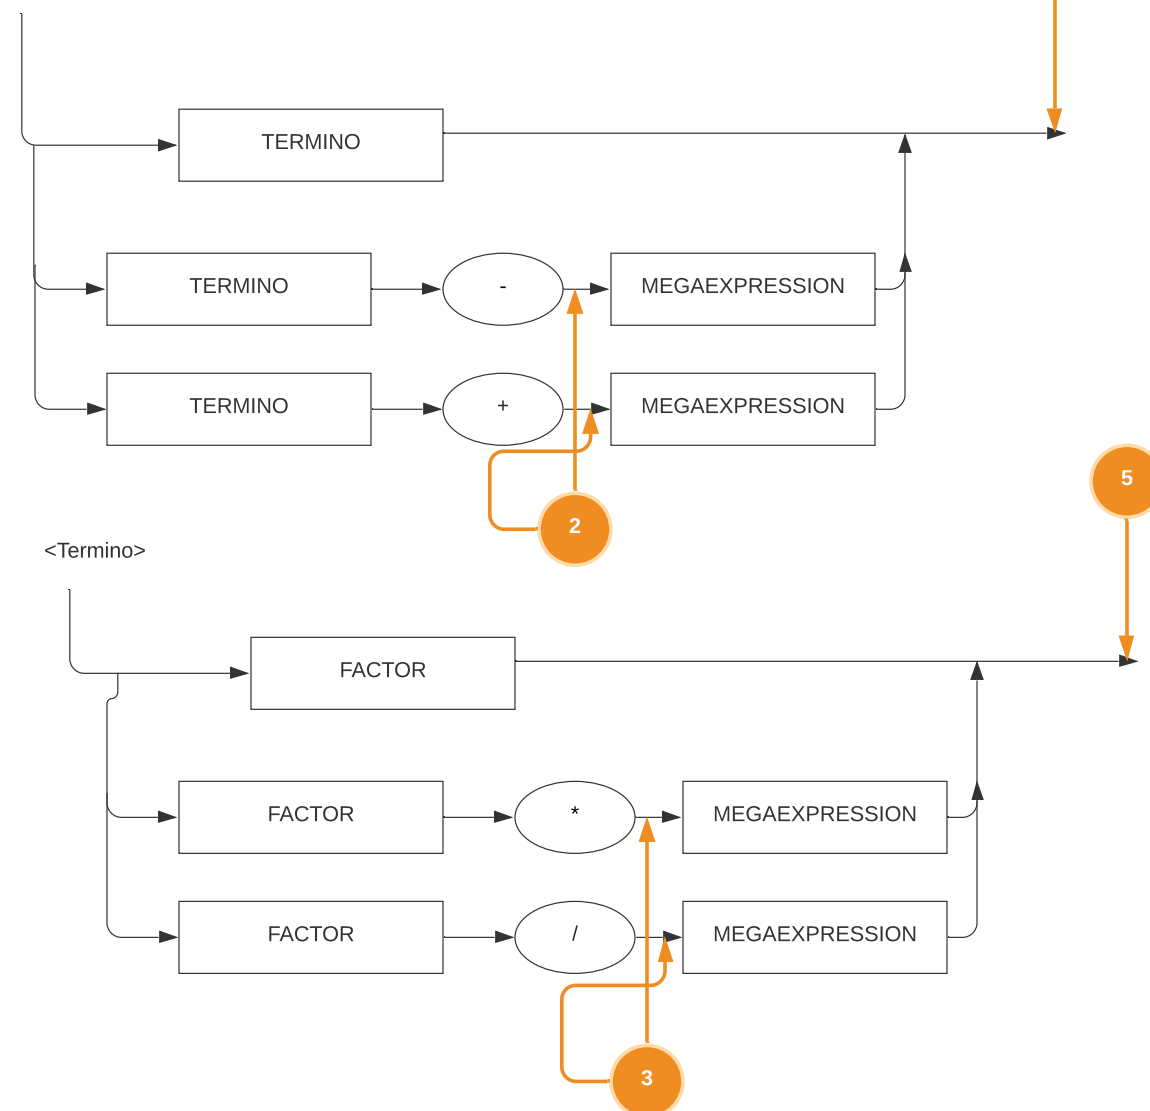 TERMINO
TERMINO - MEGAEXPRESSION
TERMINO + MEGAEXPRESSION
5
2
<Termino>
FACTOR
FACTOR * MEGAEXPRESSION
FACTOR / MEGAEXPRESSION
3